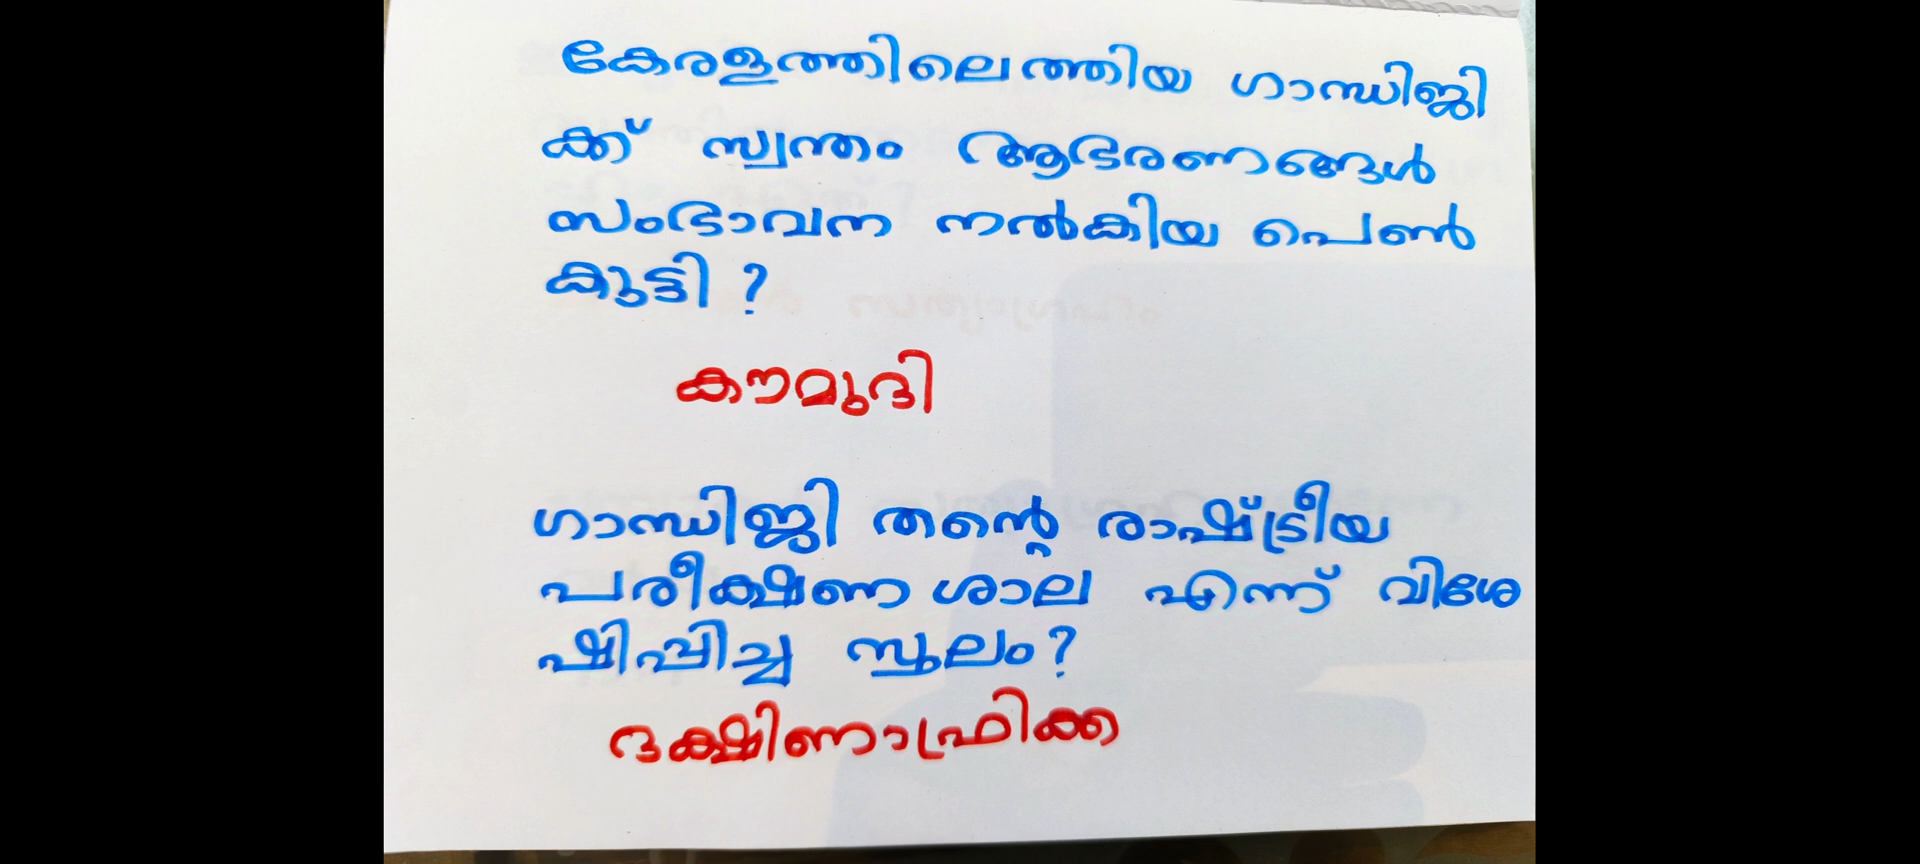 കേരളത്തിലെത്തിയ ഗാന്ധിജി
ക്ക് സ്വന്തം ആഭരണങ്ങൾ
സംഭാവന നൽകിയ പെൺ
കുട്ടി?
കൗമുദി
ഗാന്ധിജി തന്റെ രാഷ്ട്രീയ
പരീക്ഷണ ശാല എന്ന് വിശേ
ഷിപ്പിച്ച സ്ഥലം?
ദക്ഷിണാഫ്രിക്ക